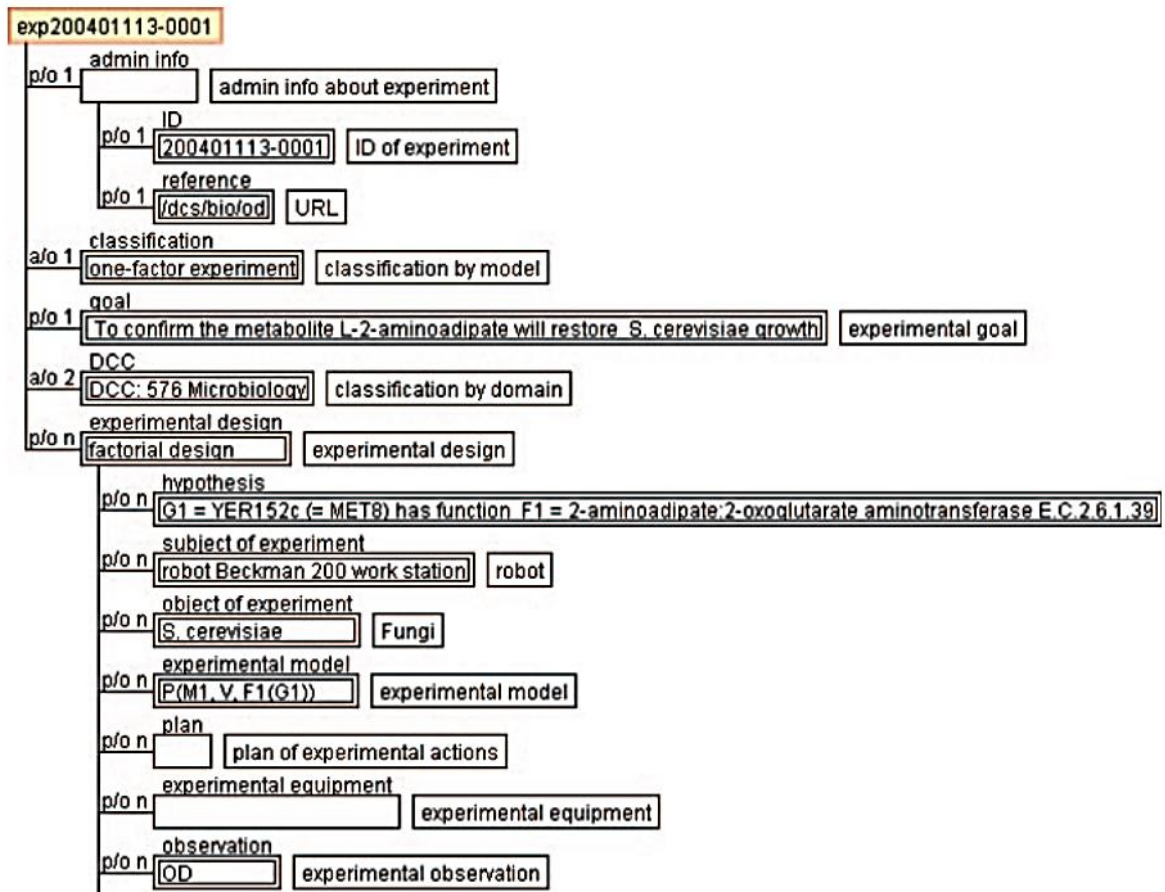 exp200401113-0001
admin info
p/o 1 admin info about experiment
ID
p/o 1 200401113-0001 ID of experiment
reference
p/o 1 /dcs/bio/od URL
classification
a/o 1 one-factor experiment classification by model
goal
p/o 1 To confirm the metabolite L-2-aminoadipate will restore S. cerevisiae growth experimental goal
DCC
a/o 2 DCC: 576 Microbiology classification by domain
experimental design
p/o n factorial design experimental design
hypothesis
p/o n G1 = YER152c (= MET8) has function F1 = 2-aminoadipate:2-oxoglutarate aminotransferase E.C.2.6.1.39
subject of experiment
p/o n robot Beckman 200 work station robot
object of experiment
p/o n S. cerevisiae Fungi
experimental model
p/o n P(M1, V, F1(G1)) experimental model
plan
p/o n plan of experimental actions
experimental equipment
p/o n experimental equipment
observation
p/o n OD experimental observation